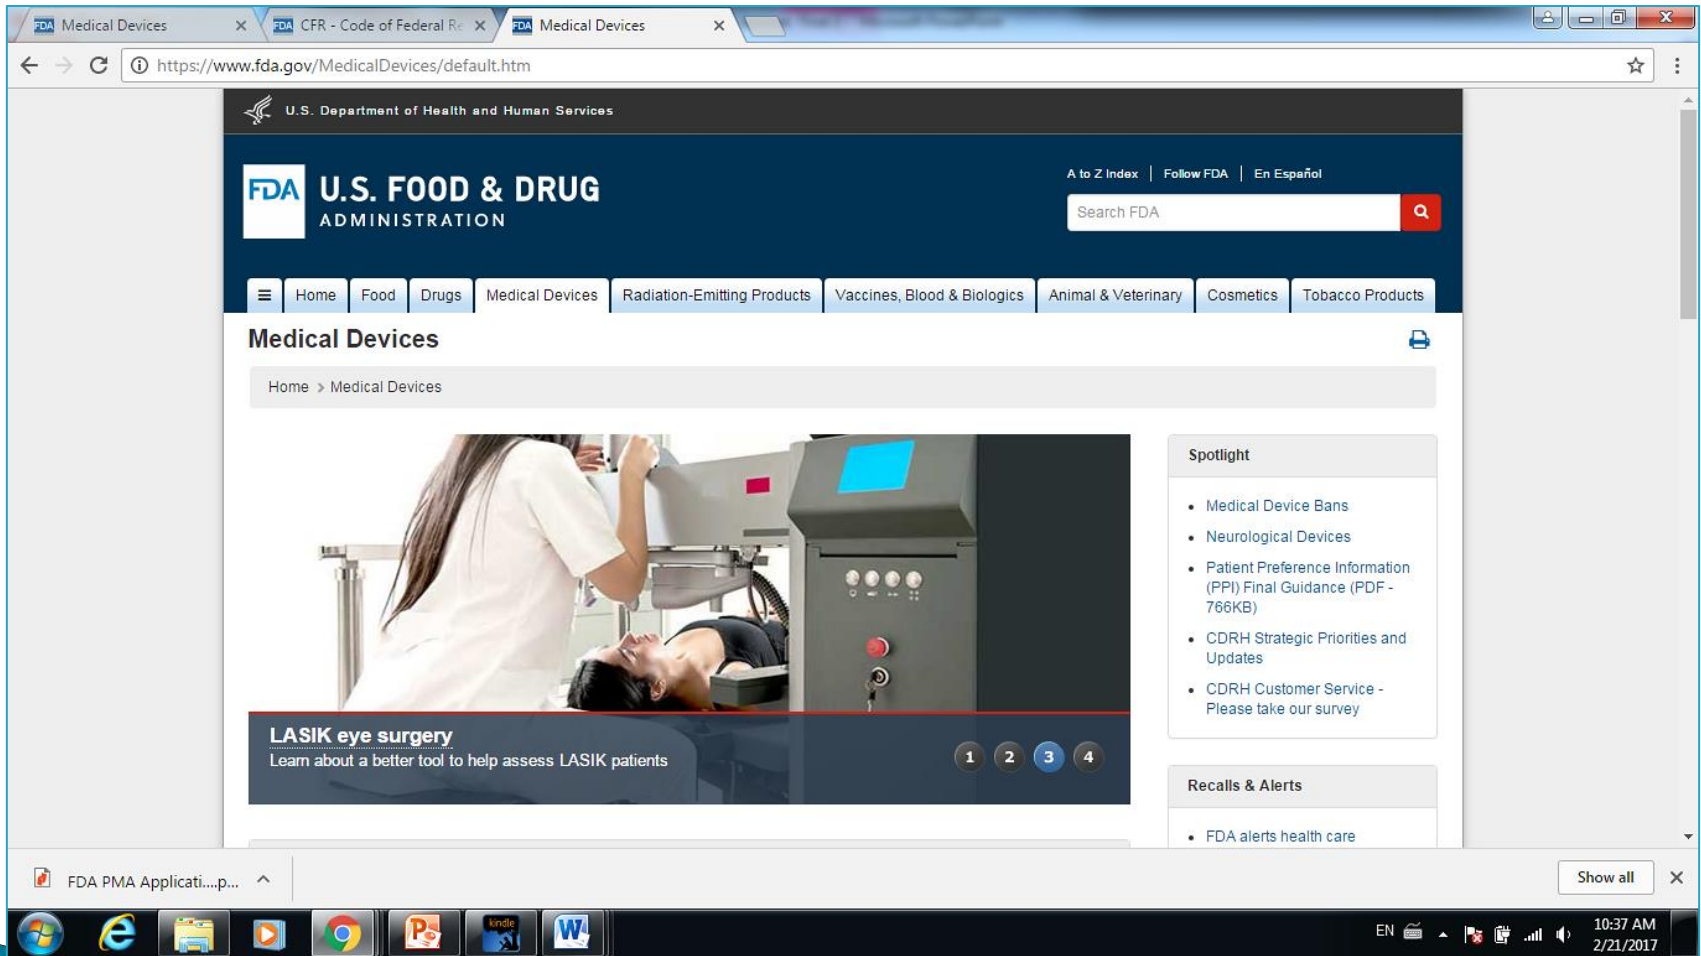 Medical Devices
CFR - Code of Federal Re
Medical Devices
https://www.fda.gov/MedicalDevices/default.htm
U.S. Department of Health and Human Services
FDA U.S. FOOD & DRUG
ADMINISTRATION
A to Z Index | Follow FDA | En Español
Search FDA
Home Food Drugs Medical Devices Radiation-Emitting Products Vaccines, Blood & Biologics Animal & Veterinary Cosmetics Tobacco Products
Medical Devices
Home > Medical Devices
LASIK eye surgery
Learn about a better tool to help assess LASIK patients
1 2 3 4
Spotlight
• Medical Device Bans
• Neurological Devices
• Patient Preference Information
(PPI) Final Guidance (PDF -
766KB)
• CDRH Strategic Priorities and
Updates
• CDRH Customer Service -
Please take our survey
Recalls & Alerts
• FDA alerts health care
FDA PMA Applicati....p...
Show all
kindle
EN
10:37 AM
2/21/2017